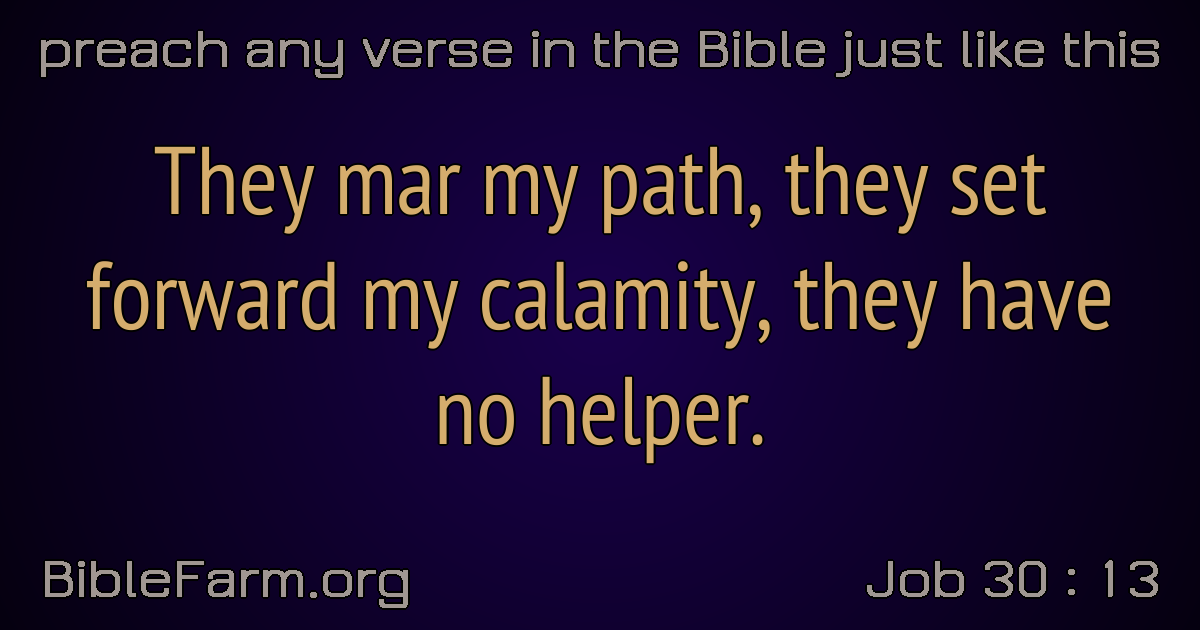 preach any verse in the Bible just like this
They mar my path, they set
forward my calamity, they have
no helper.
BibleFarm.org
Job 30 : 13